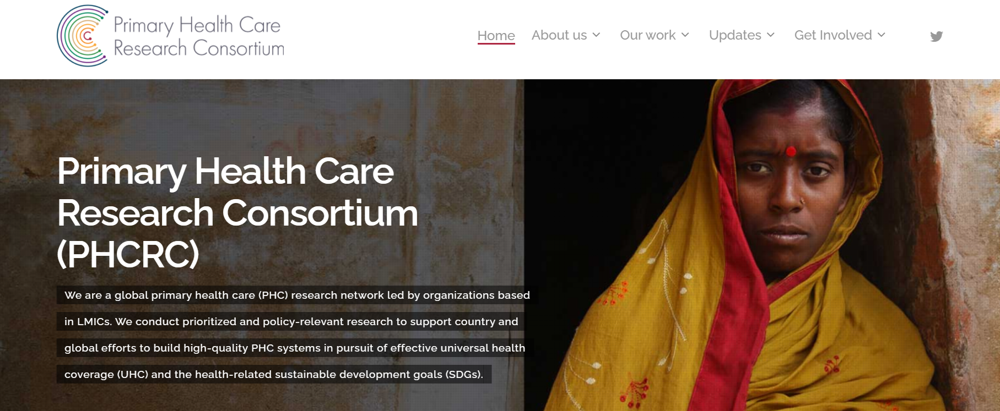 Primary Health Care
Research Consortium
Home
About us
Our work
Updates
Get Involved
Primary Health Care
Research Consortium
(PHCRC)
We are a global primary health care (PHC) research network led by organizations based
in LMICs. We conduct prioritized and policy-relevant research to support country and
global efforts to build high-quality PHC systems in pursuit of effective universal health
coverage (UHC) and the health-related sustainable development goals (SDGs).